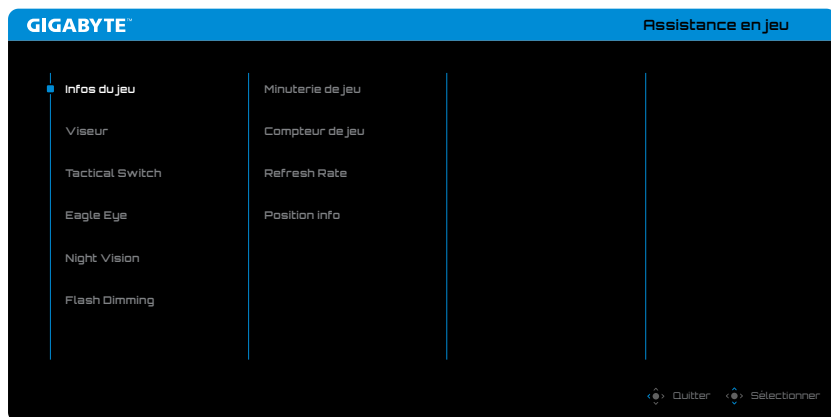 GIGABYTE™
Assistance en jeu
Infos du jeu
Minuterie de jeu
Viseur
Compteur de jeu
Tactical Switch
Refresh Rate
Eagle Eye
Position info
Night Vision
Flash Dimming
Quitter
Sélectionner